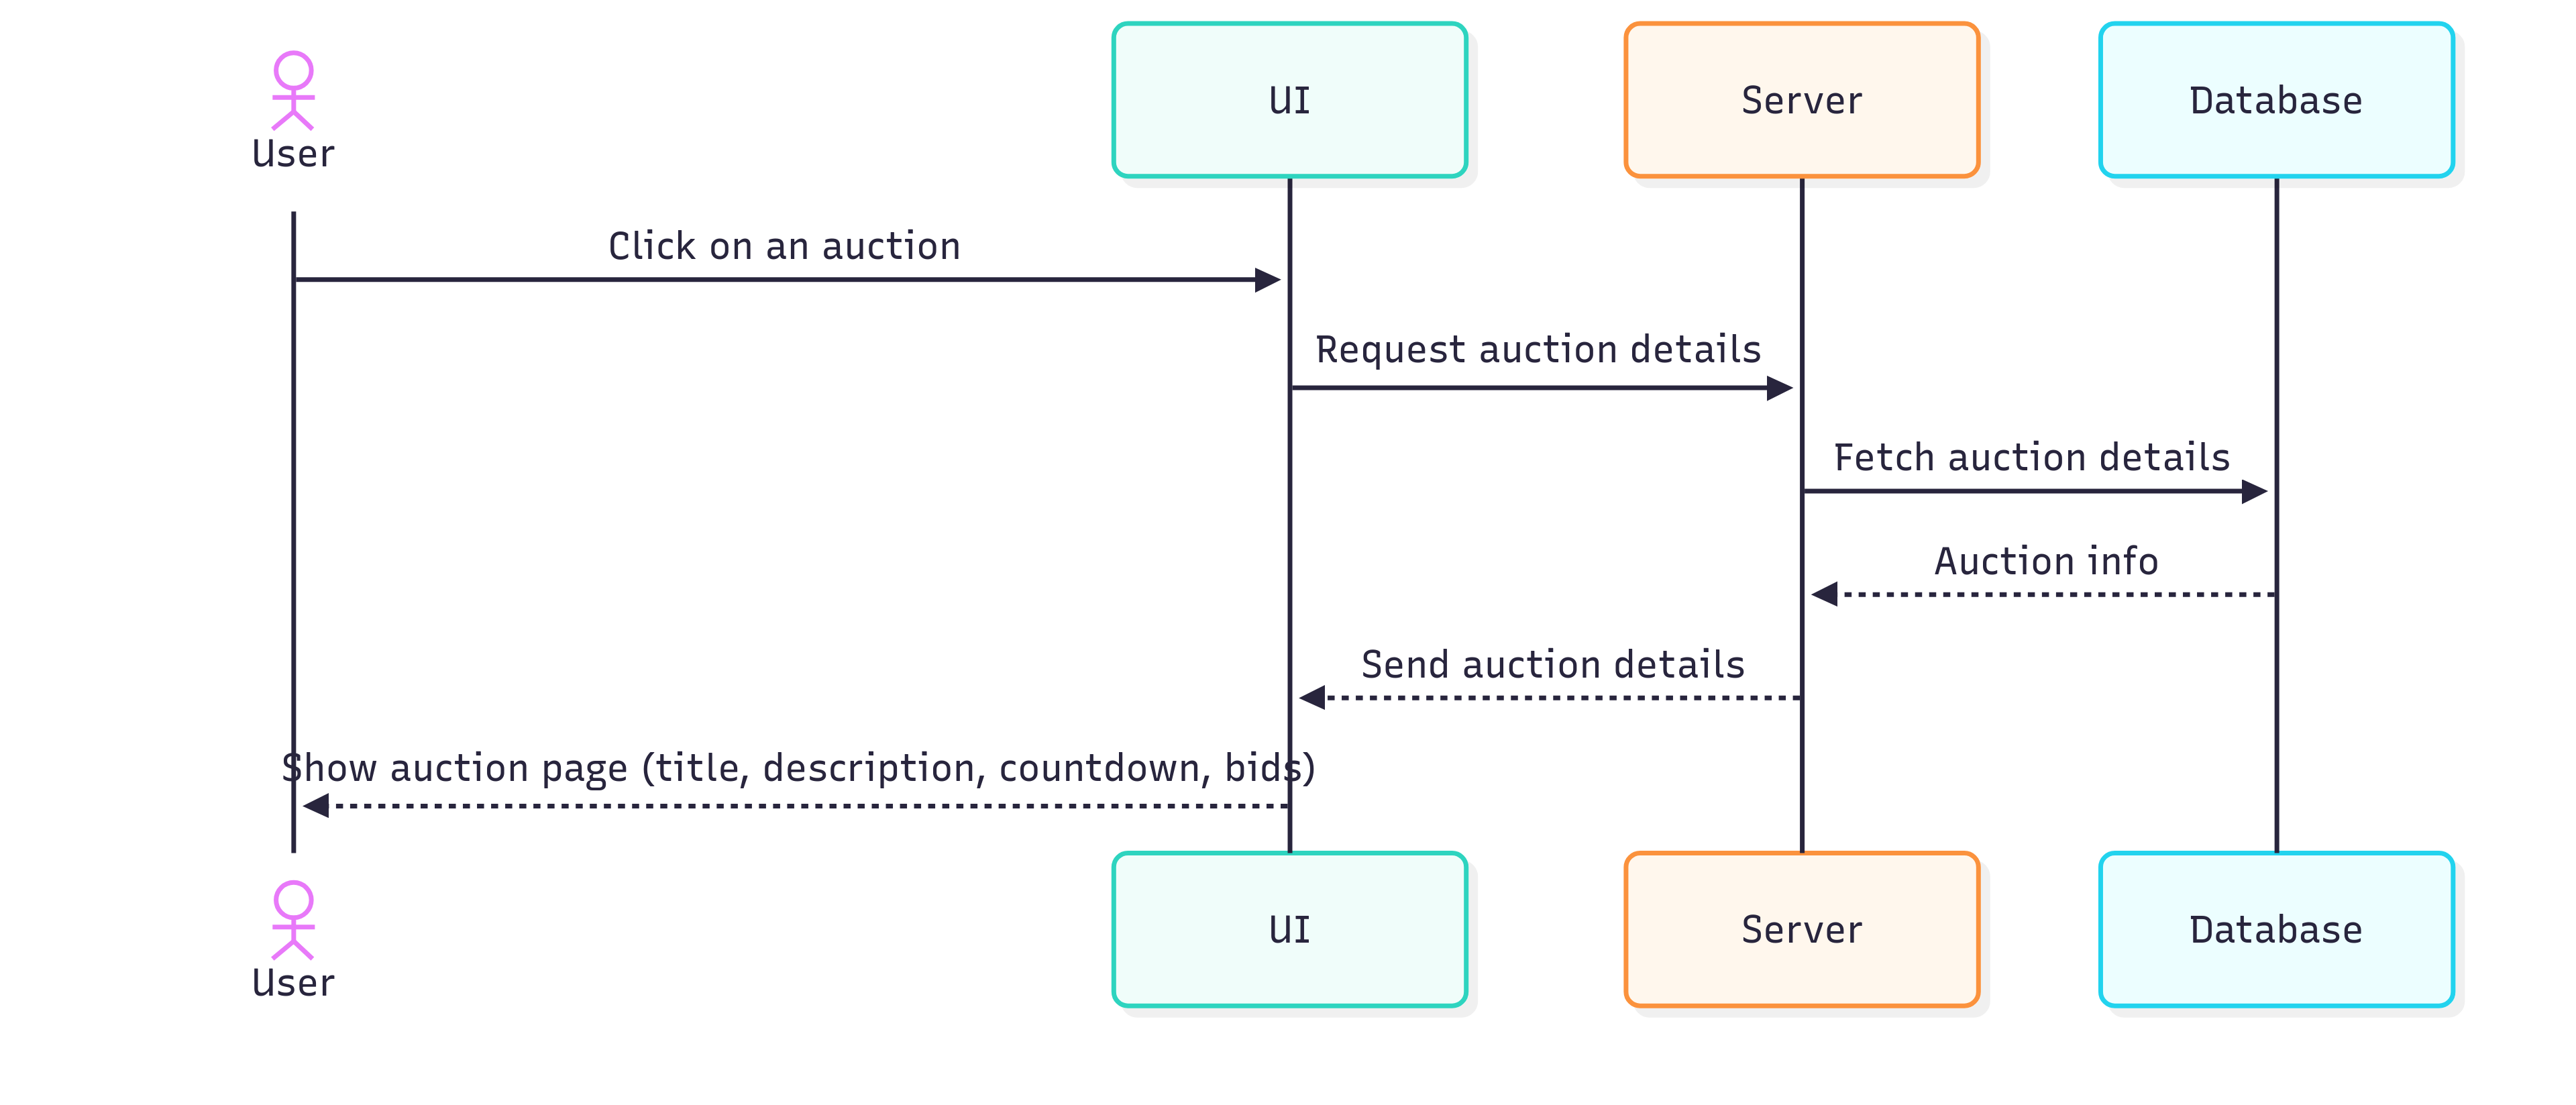 User
UI
Server
Database
Click on an auction
Request auction details
Fetch auction details
Auction info
Send auction details
Show auction page (title, description, countdown, bids)
User
UI
Server
Database